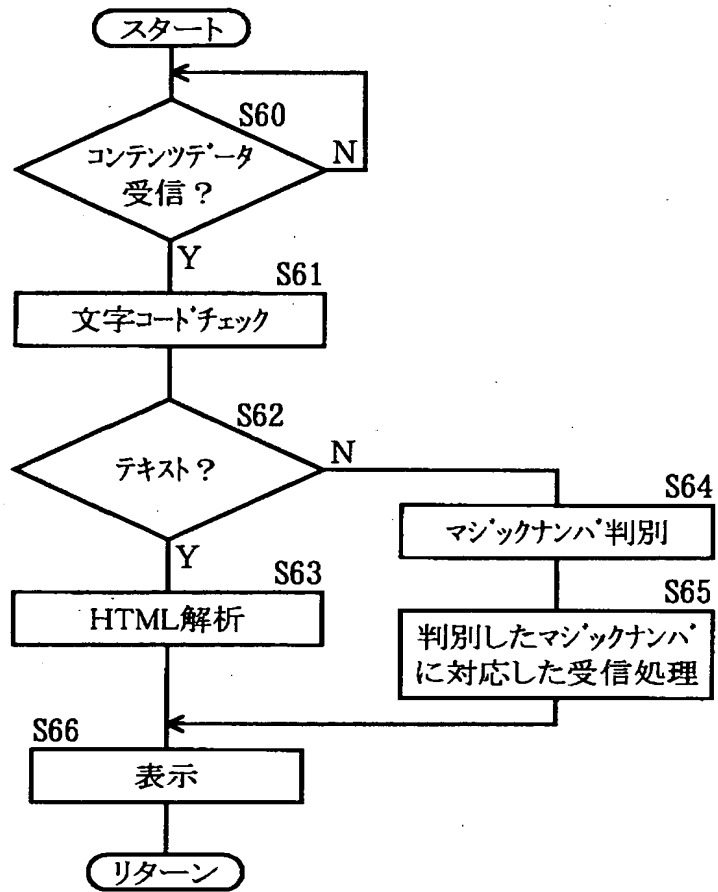 スタート
S60
コンテンツデータ
受信?
N
Y
S61
文字コードチェック
S62
テキスト?
N
Y
S63
HTML解析
S64
マジックナンバ判別
S65
判別したマジックナンバ
に対応した受信処理
S66
表示
リターン